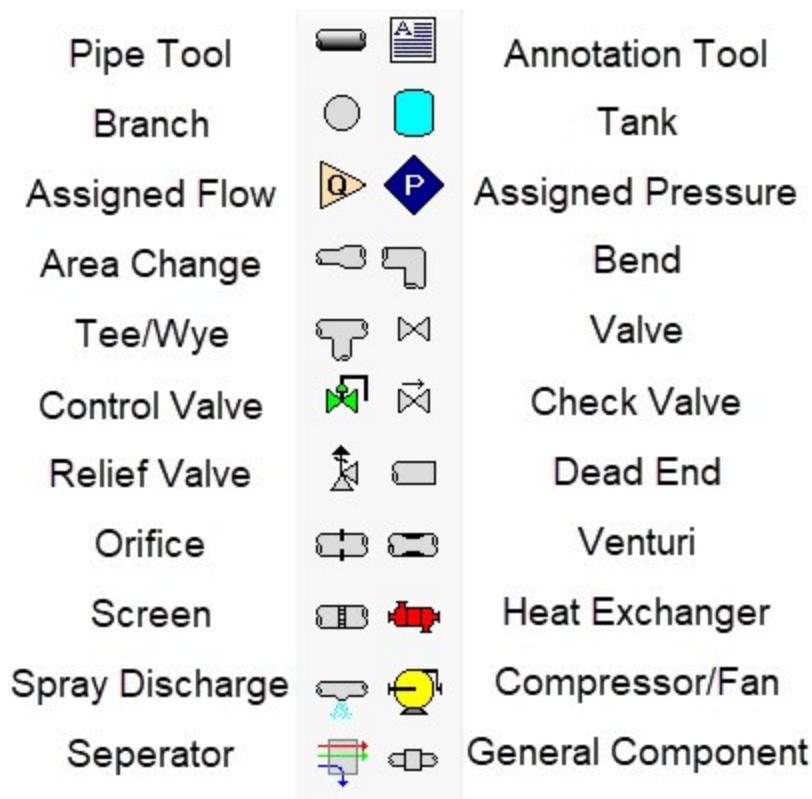 Pipe Tool A Annotation Tool
Branch Tank
Assigned Flow Q P Assigned Pressure
Area Change Bend
Tee/Wye Valve
Control Valve Check Valve
Relief Valve Dead End
Orifice Venturi
Screen Heat Exchanger
Spray Discharge Compressor/Fan
Seperator General Component